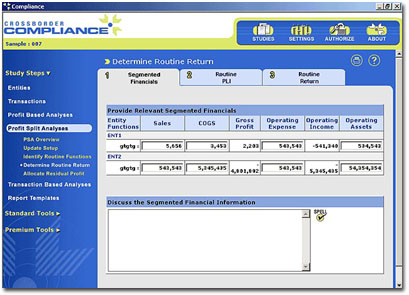 Compliance
CROSSBORDER
COMPLIANCE
Sample : 007
STUDIES SETTINGS AUTHORIZE ABOUT
Study Steps
Entities
Transactions
Profit Based Analyses
Profit Split Analyses
PSA Overview
Update Setup
Identify Routine Functions
Determine Routine Return
Allocate Residual Profit
Transaction Based Analyses
Report Templates
Standard Tools
Premium Tools
Determine Routine Return
1 Segmented Financials
2 Routine PLI
3 Routine Return
Provide Relevant Segmented Financials
Entity Functions Sales COGS Gross Profit Operating Expense Operating Income Operating Assets
ENT1
gfgfg : 5,656 3,453 2,203 543,543 -541,340 534,543
ENT2
gfgfg : 543,543 5,345,435 -4,801,892 543,543 -5,345,435 54,354,354
Discuss the Segmented Financial Information
SPELL